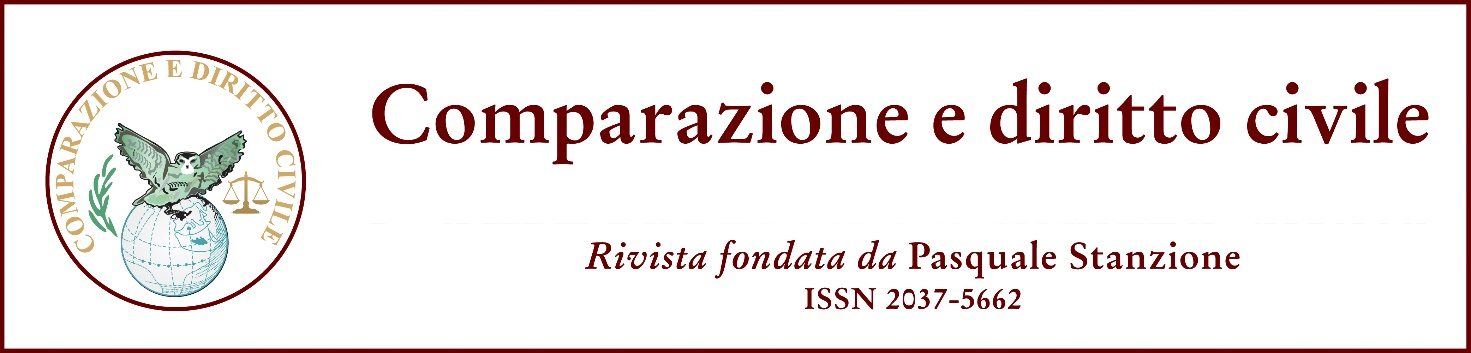 COMPARAZIONE E DIRITTO CIVILE
Comparazione e diritto civile
Rivista fondata da Pasquale Stanzione
ISSN 2037-5662